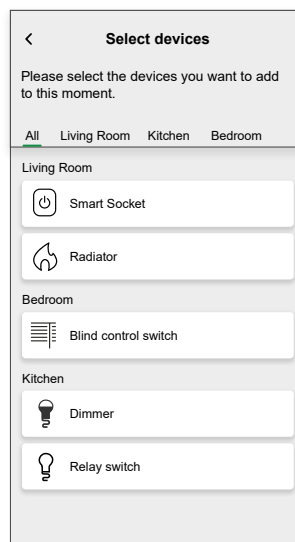 Select devices
Please select the devices you want to add
to this moment.
All Living Room Kitchen Bedroom
Living Room
Smart Socket
Radiator
Bedroom
Blind control switch
Kitchen
Dimmer
Relay switch